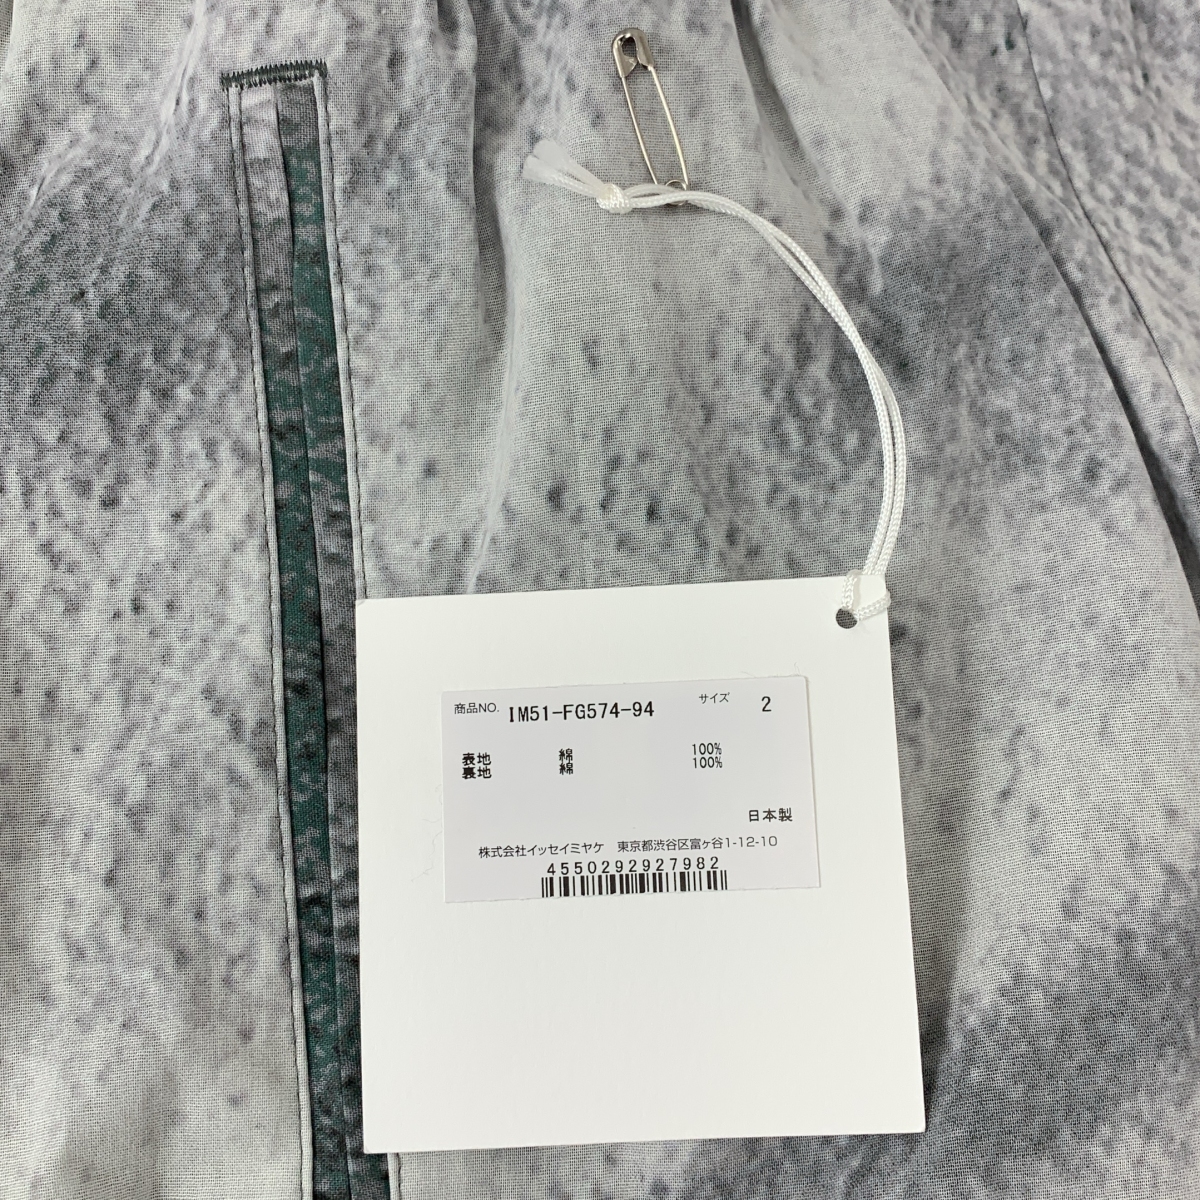 商品NO. IM51-FG574-94 サイズ 2
表地 綿 100%
裏地 綿 100%
日本製
株式会社イッセイミヤケ 東京都渋谷区富ヶ谷1-12-10
4550292927982